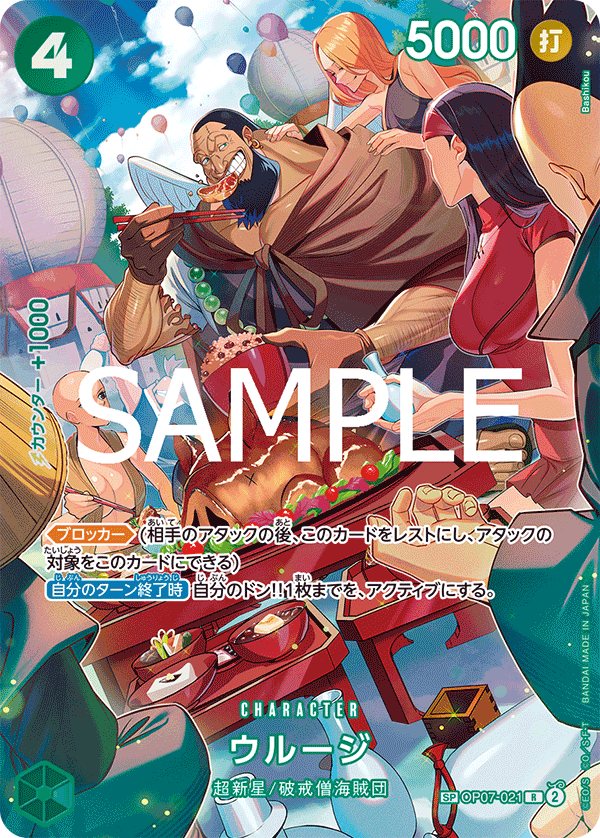 4
5000
打
Bashikou
カウンター +1000
SAMPLE
ブロッカー (相手のアタックの後、このカードをレストにし、アタックの
対象をこのカードにできる)
自分のターン終了時 自分のドン!!1枚までを、アクティブにする。
CHARACTER
ウルージ
超新星/破戒僧海賊団
SP OP07-021 R 2
©E.O/S. ©O/S,F,T BANDAI MADE IN JAPAN